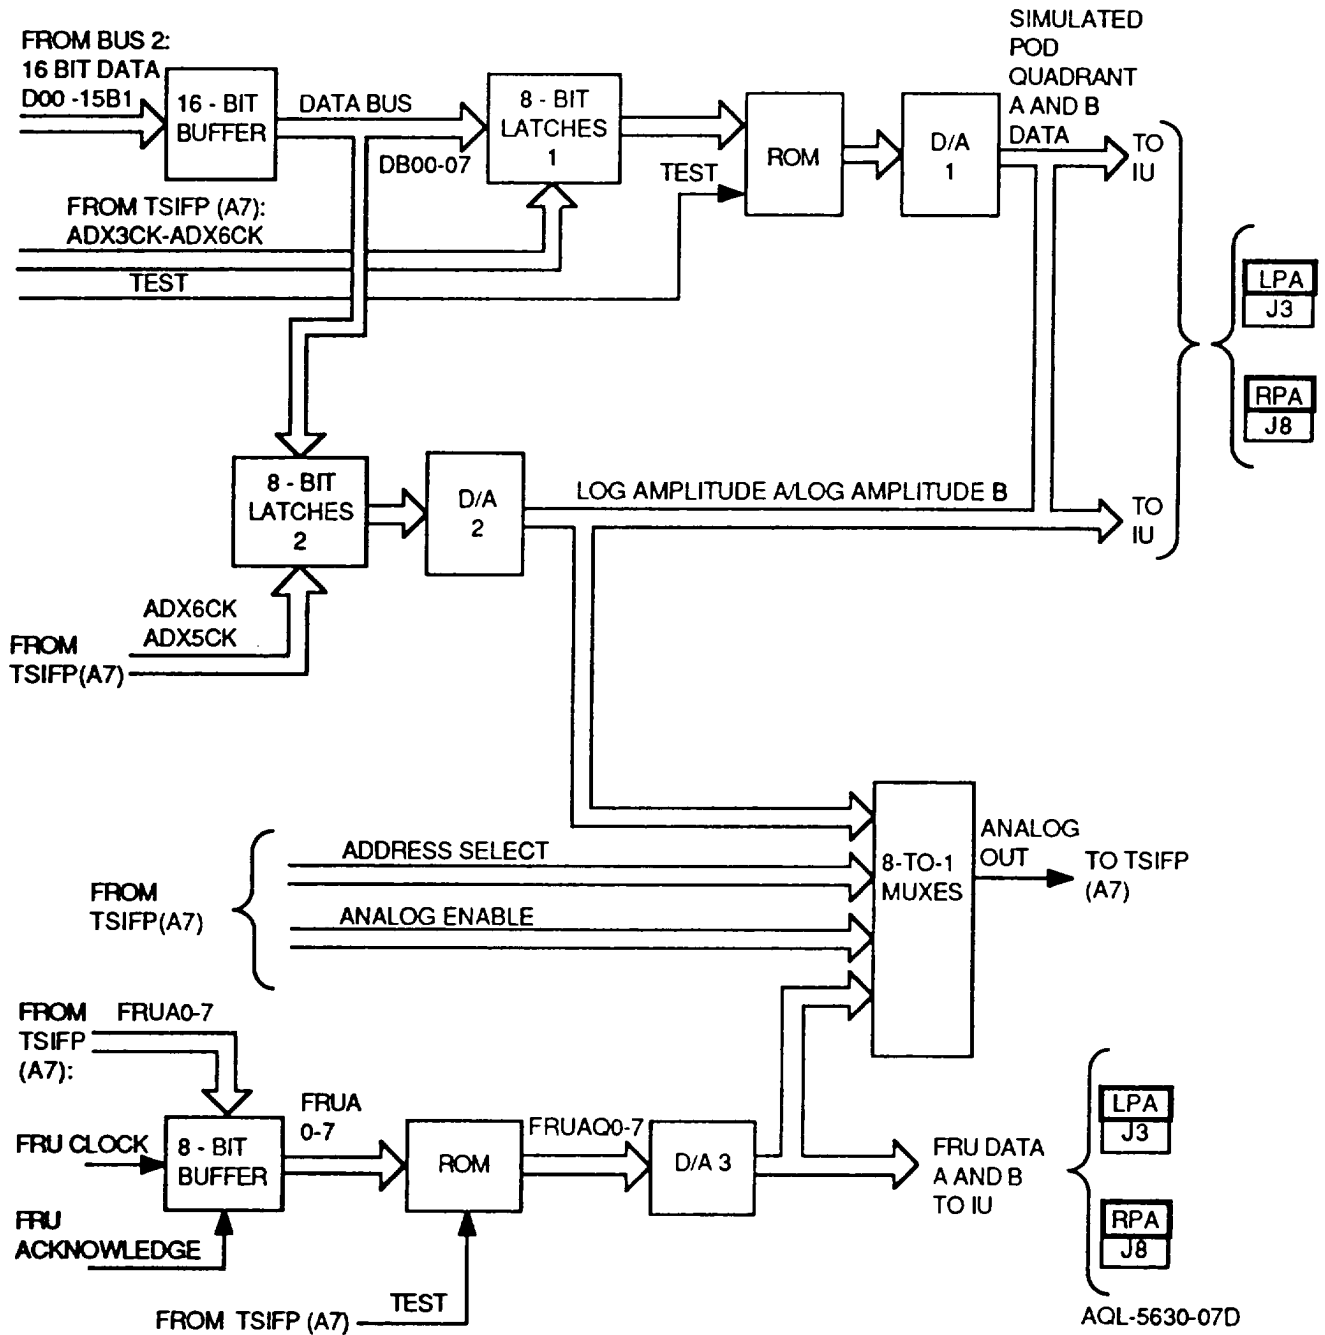 SIMULATED
POD
QUADRANT
A AND B
DATA
FROM BUS 2:
16 BIT DATA
D00 -15B1
16 - BIT
BUFFER
DATA BUS
DB00-07
8 - BIT
LATCHES
1
TEST
ROM
D/A
1
TO
IU
FROM TSIFP (A7):
ADX3CK-ADX6CK
TEST
LPA
J3
RPA
J8
8 - BIT
LATCHES
2
D/A
2
LOG AMPLITUDE A/LOG AMPLITUDE B
TO
IU
ADX6CK
ADX5CK
FROM
TSIFP(A7)
FROM
TSIFP(A7)
ADDRESS SELECT
ANALOG ENABLE
8-TO-1
MUXES
ANALOG
OUT
TO TSIFP
(A7)
FROM
TSIFP
(A7):
FRUA0-7
FRU CLOCK
8 - BIT
BUFFER
FRUA
0-7
ROM
FRUAQ0-7
D/A 3
FRU DATA
A AND B
TO IU
LPA
J3
RPA
J8
FRU
ACKNOWLEDGE
FROM TSIFP (A7)
TEST
AQL-5630-07D